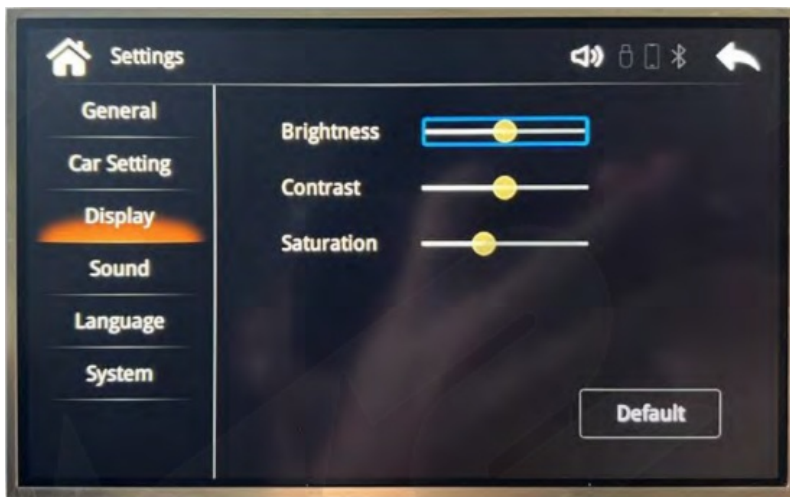 Settings
General
Car Setting
Display
Sound
Language
System
Brightness
Contrast
Saturation
Default